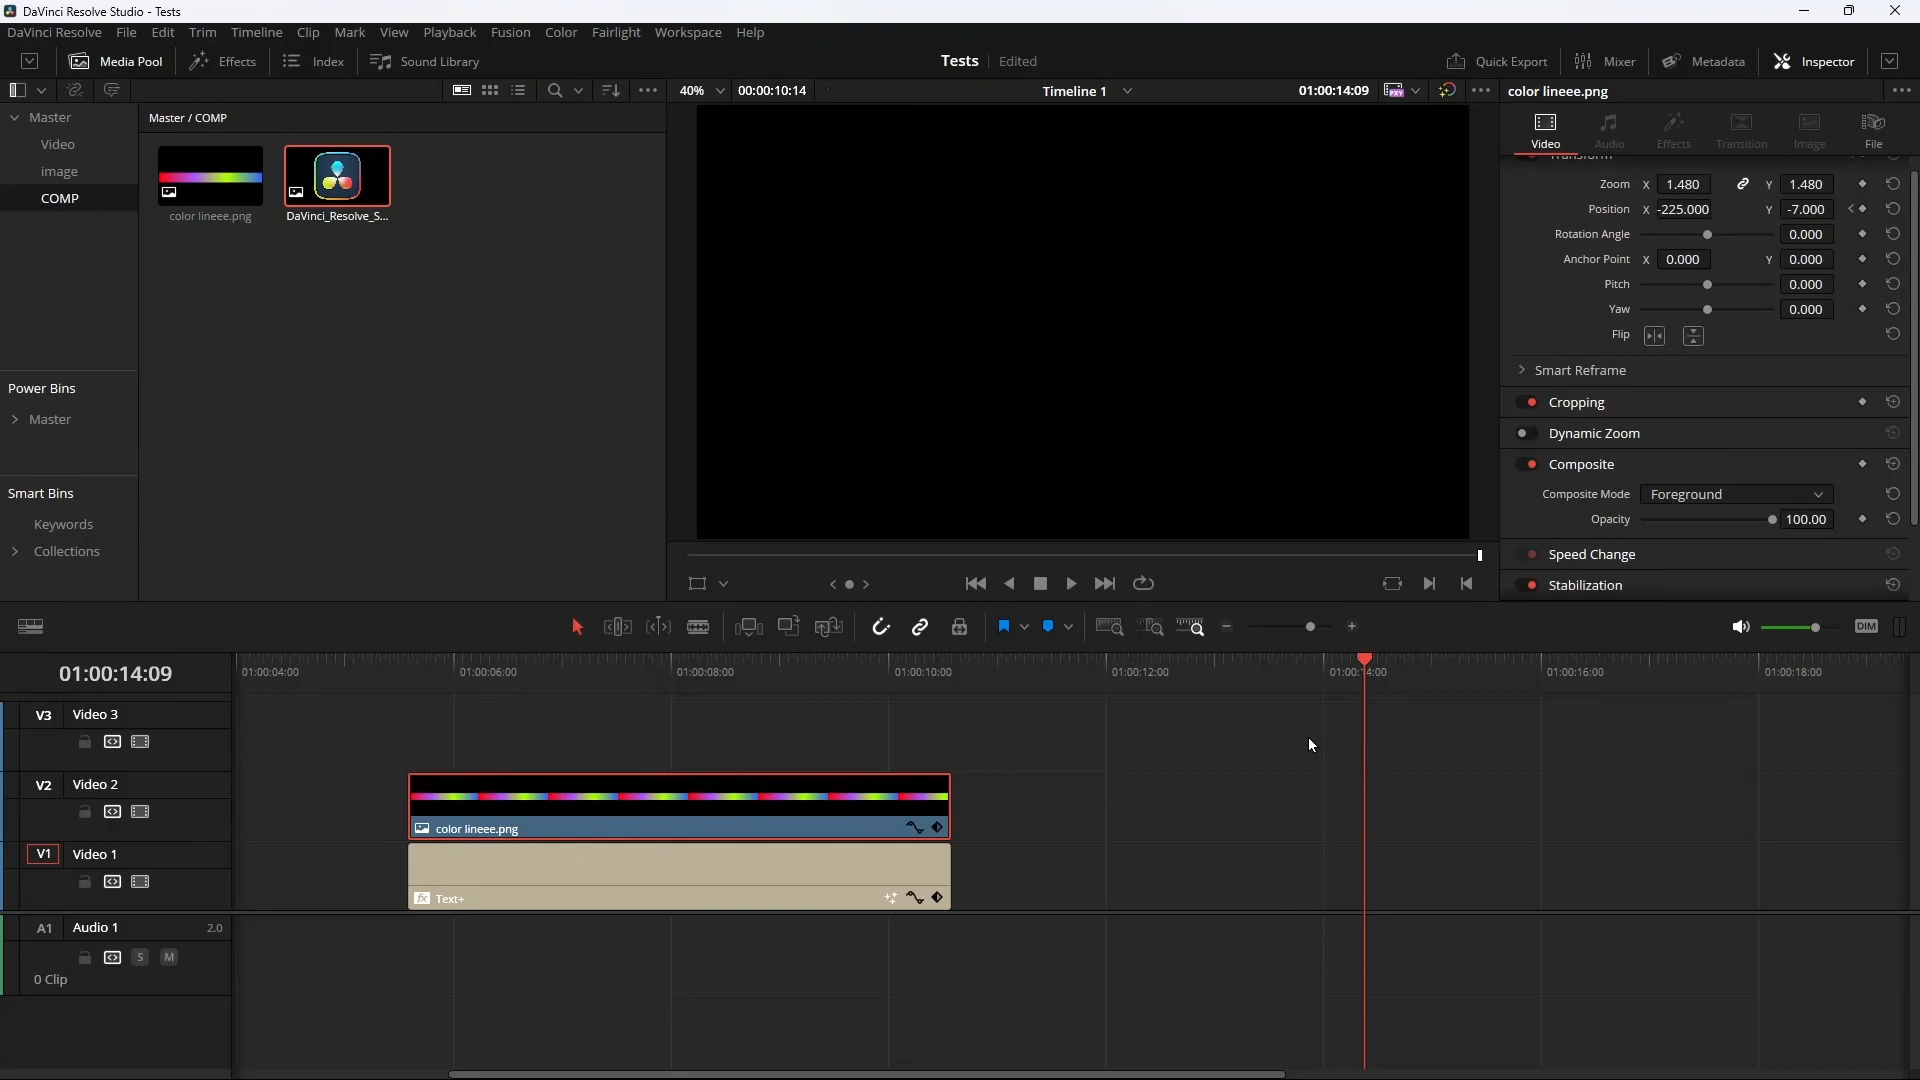 DaVinci Resolve Studio - Tests
DaVinci Resolve File Edit Trim Timeline Clip Mark View Playback Fusion Color Fairlight Workspace Help
Media Pool Effects Index Sound Library Tests Edited Quick Export Mixer Metadata Inspector
40% 00:00:10:14 Timeline 1 01:00:14:09 color lineee.png
Master
Video
image
COMP
Master / COMP
color lineee.png
DaVinci_Resolve_S...
Power Bins
Master
Smart Bins
Keywords
Collections
Video Audio Effects Transition Image File
Transform
Zoom X 1.480 Y 1.480
Position X -225.000 Y -7.000
Rotation Angle 0.000
Anchor Point X 0.000 Y 0.000
Pitch 0.000
Yaw 0.000
Flip
Smart Reframe
Cropping
Dynamic Zoom
Composite
Composite Mode Foreground
Opacity 100.00
Speed Change
Stabilization
DIM
01:00:14:09
01:00:04:00 01:00:06:00 01:00:08:00 01:00:10:00 01:00:12:00 01:00:14:00 01:00:16:00 01:00:18:00
V3 Video 3
V2 Video 2
color lineee.png
V1 Video 1
fx Text+
A1 Audio 1 2.0
S M
0 Clip